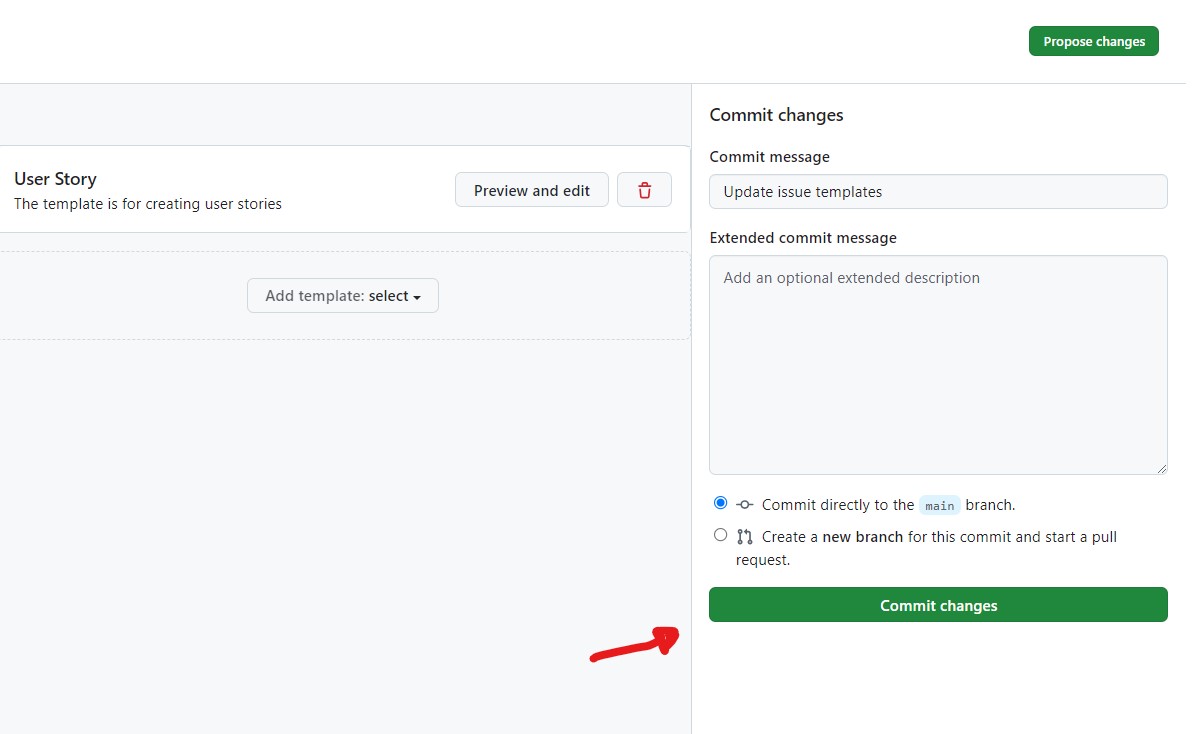 Propose changes
User Story
The template is for creating user stories
Preview and edit
Add template: select
Commit changes
Commit message
Update issue templates
Extended commit message
Add an optional extended description
Commit directly to the main branch.
Create a new branch for this commit and start a pull
request.
Commit changes